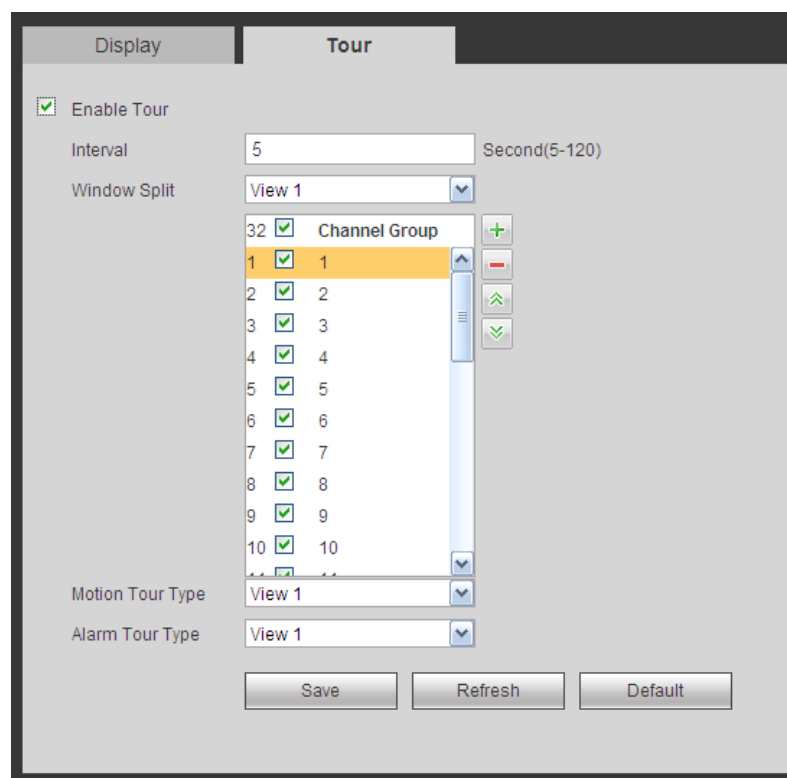 Display Tour
Enable Tour
Interval 5 Second(5-120)
Window Split View 1
32 Channel Group
1 1
2 2
3 3
4 4
5 5
6 6
7 7
8 8
9 9
10 10
Motion Tour Type View 1
Alarm Tour Type View 1
Save Refresh Default